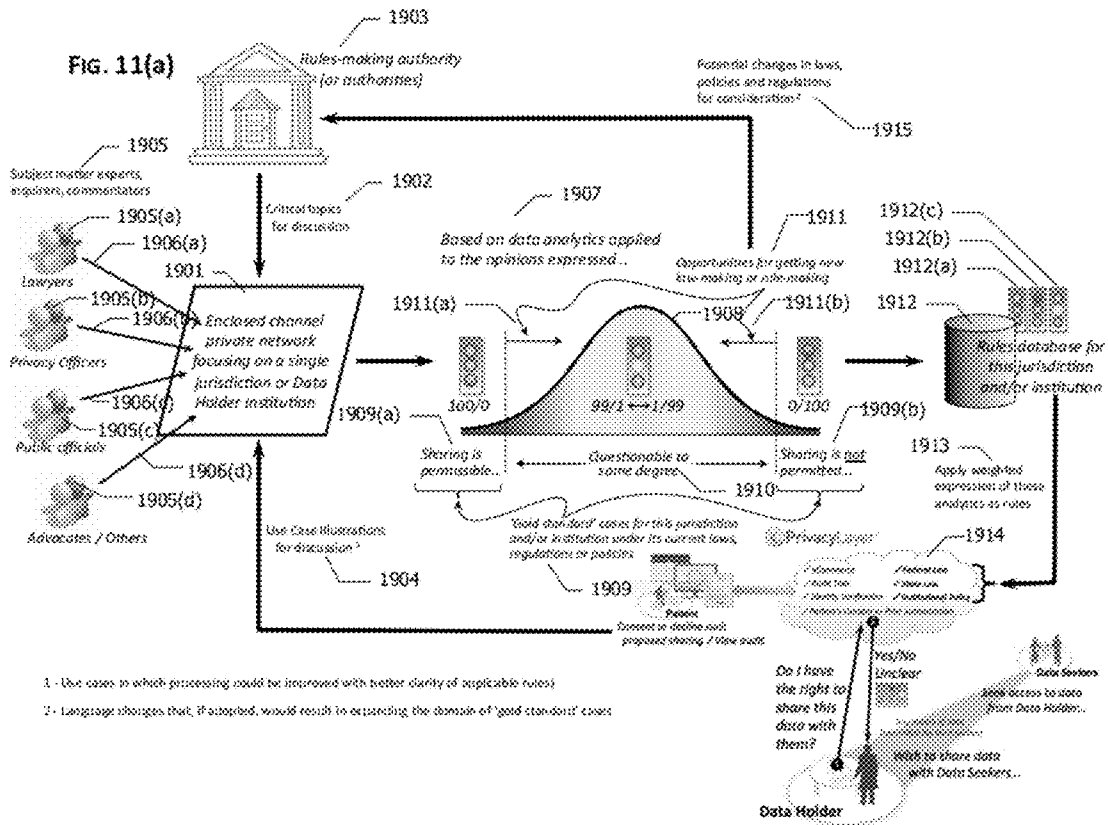 FIG. 11(a)
1903
Rules-making authority
(or authorities)
Potential changes in laws,
policies and regulations
for consideration²
1915
1905
Subject matter experts,
enquirers, commentators
1902
Critical topics
for discussion
1907
Based on data analytics applied
to the opinions expressed...
1911
Opportunities for getting new
law-making or rule-making
1912(c)
1912(b)
1912(a)
1912
1905(a)
1906(a)
Lawyers
1901
1905(b)
Privacy Officers
1906(c)
1905(c)
Public officials
1906(d)
1905(d)
Advocates / Others
Enclosed channel
private network
focusing on a single
jurisdiction or Data
Holder institution
1911(a)
1908
1911(b)
100/0
99/1 ⟷ 1/99
0/100
Rules database for
this jurisdiction
and/or institution
1909(a)
1909(b)
Sharing is
permissible...
Questionable to
some degree
1910
Sharing is not
permitted...
1913
Apply weighted
expression of these
analytics as rules
Use Case Illustrations
for discussion ¹
1904
'Gold standard' cases for this jurisdiction
and/or institution under its current laws,
regulations or policies
1909
PrivacyLayer
1914
Patient
Consent or decline such
proposed sharing / View audit
Do I have
the right to
share this
data with
them?
Yes/No
Unclear
Data Seekers
Seek access to data
from Data Holder...
Wish to share data
with Data Seekers...
Data Holder
1 - Use cases in which processing could be improved with better clarity of applicable rules)
2 - Language changes that, if adopted, would result in expanding the domain of 'gold standard' cases